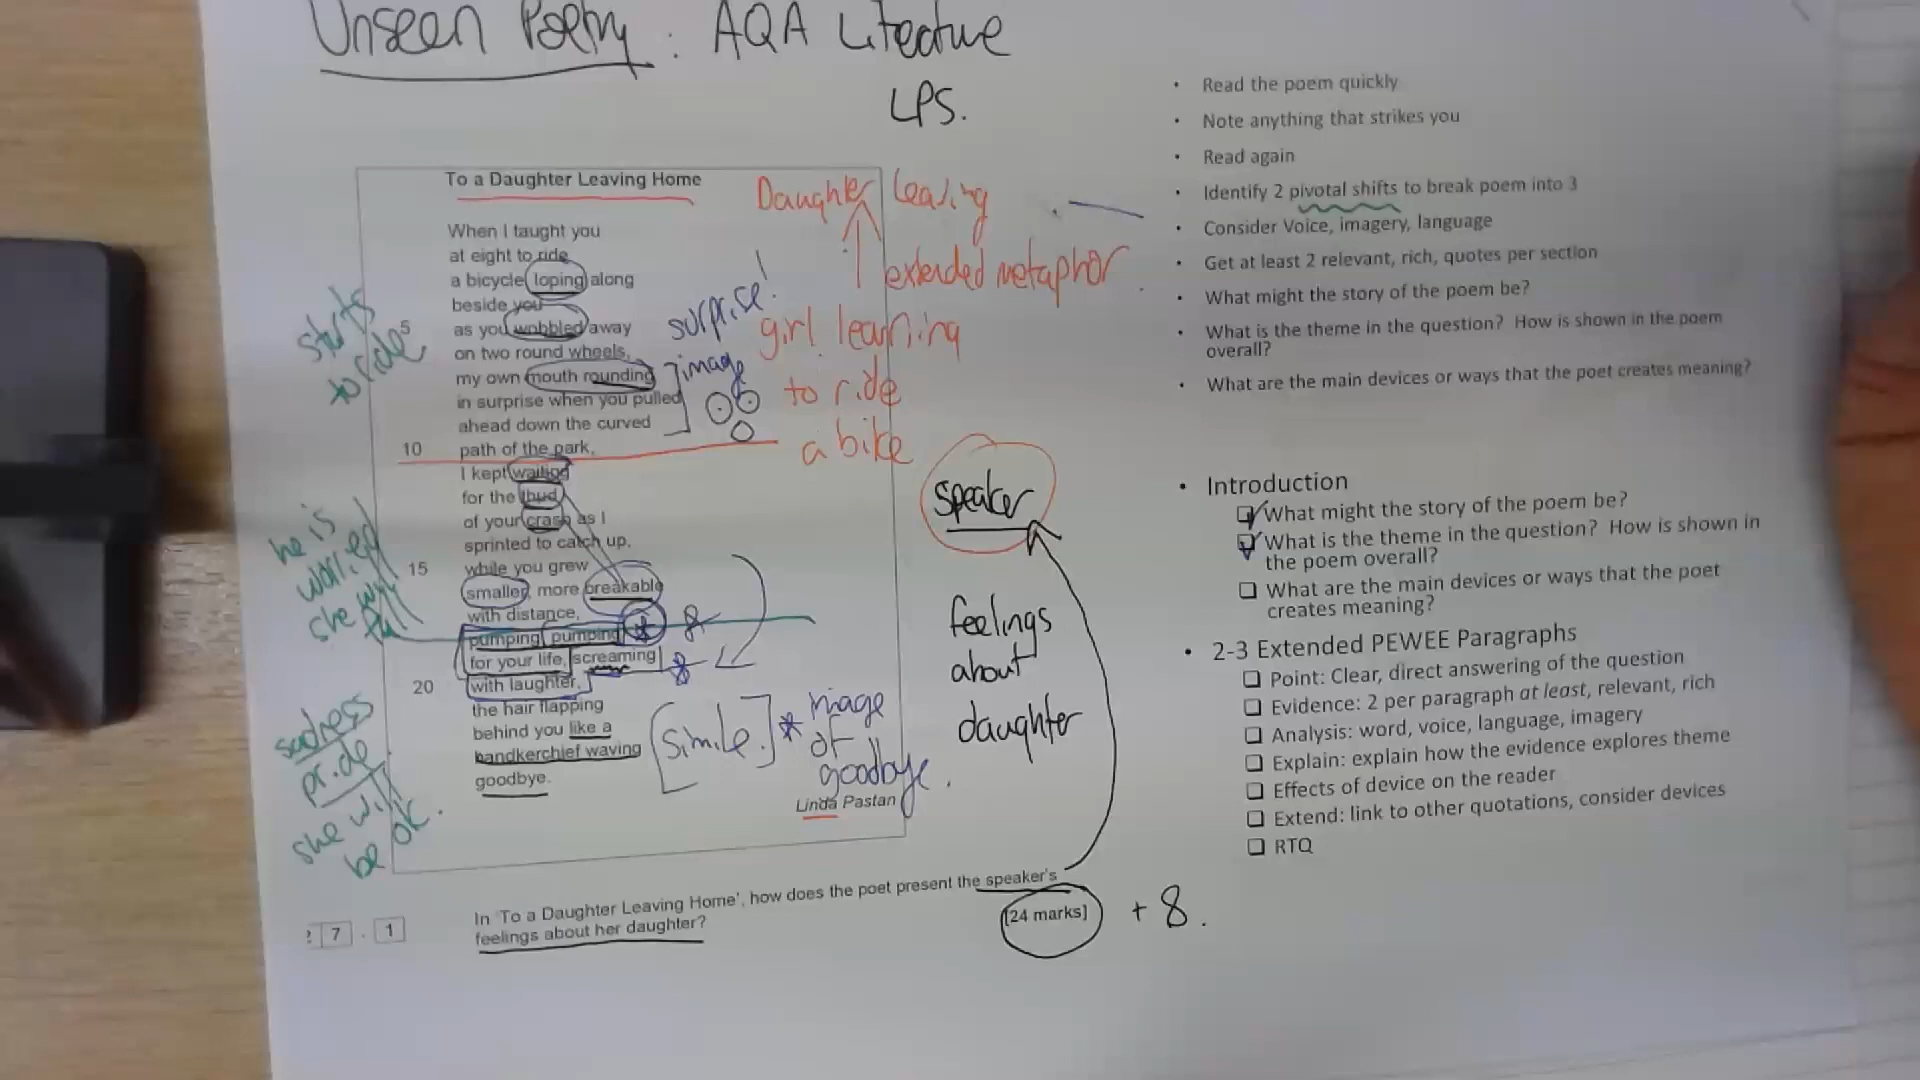 Unseen Poetry : AQA Literature
LPS.
To a Daughter Leaving Home
When I taught you
at eight to ride
a bicycle, loping along
beside you
5 as you wobbled away
on two round wheels,
my own mouth rounding
in surprise when you pulled
ahead down the curved
10 path of the park,
I kept waiting
for the thud
of your crash as I
sprinted to catch up,
15 while you grew
smaller, more breakable
with distance,
pumping, pumping
for your life, screaming
20 with laughter,
the hair flapping
behind you like a
handkerchief waving
goodbye.
Linda Pastan
7 . 1
In 'To a Daughter Leaving Home', how does the poet present the speaker's
feelings about her daughter?
[24 marks]
+ 8 .
starts
to ride
he is
worried
she will
fall
sadness
pride
she will
be ok.
surprise!
image
Daughter leaving
extended metaphor
girl learning
to ride
a bike
[simile.] * image
of
goodbye.
speaker
feelings
about
daughter
• Read the poem quickly
• Note anything that strikes you
• Read again
• Identify 2 pivotal shifts to break poem into 3
• Consider Voice, imagery, language
• Get at least 2 relevant, rich, quotes per section
• What might the story of the poem be?
• What is the theme in the question? How is shown in the poem
overall?
• What are the main devices or ways that the poet creates meaning?
• Introduction
What might the story of the poem be?
What is the theme in the question? How is shown in
the poem overall?
What are the main devices or ways that the poet
creates meaning?
• 2-3 Extended PEWEE Paragraphs
Point: Clear, direct answering of the question
Evidence: 2 per paragraph at least, relevant, rich
Analysis: word, voice, language, imagery
Explain: explain how the evidence explores theme
Effects of device on the reader
Extend: link to other quotations, consider devices
RTQ